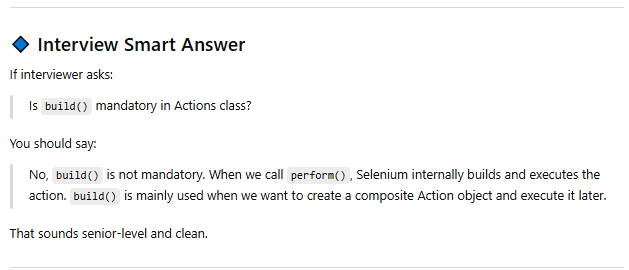 Interview Smart Answer
If interviewer asks:
Is build() mandatory in Actions class?
You should say:
No, build() is not mandatory. When we call perform(), Selenium internally builds and executes the
action. build() is mainly used when we want to create a composite Action object and execute it later.
That sounds senior-level and clean.